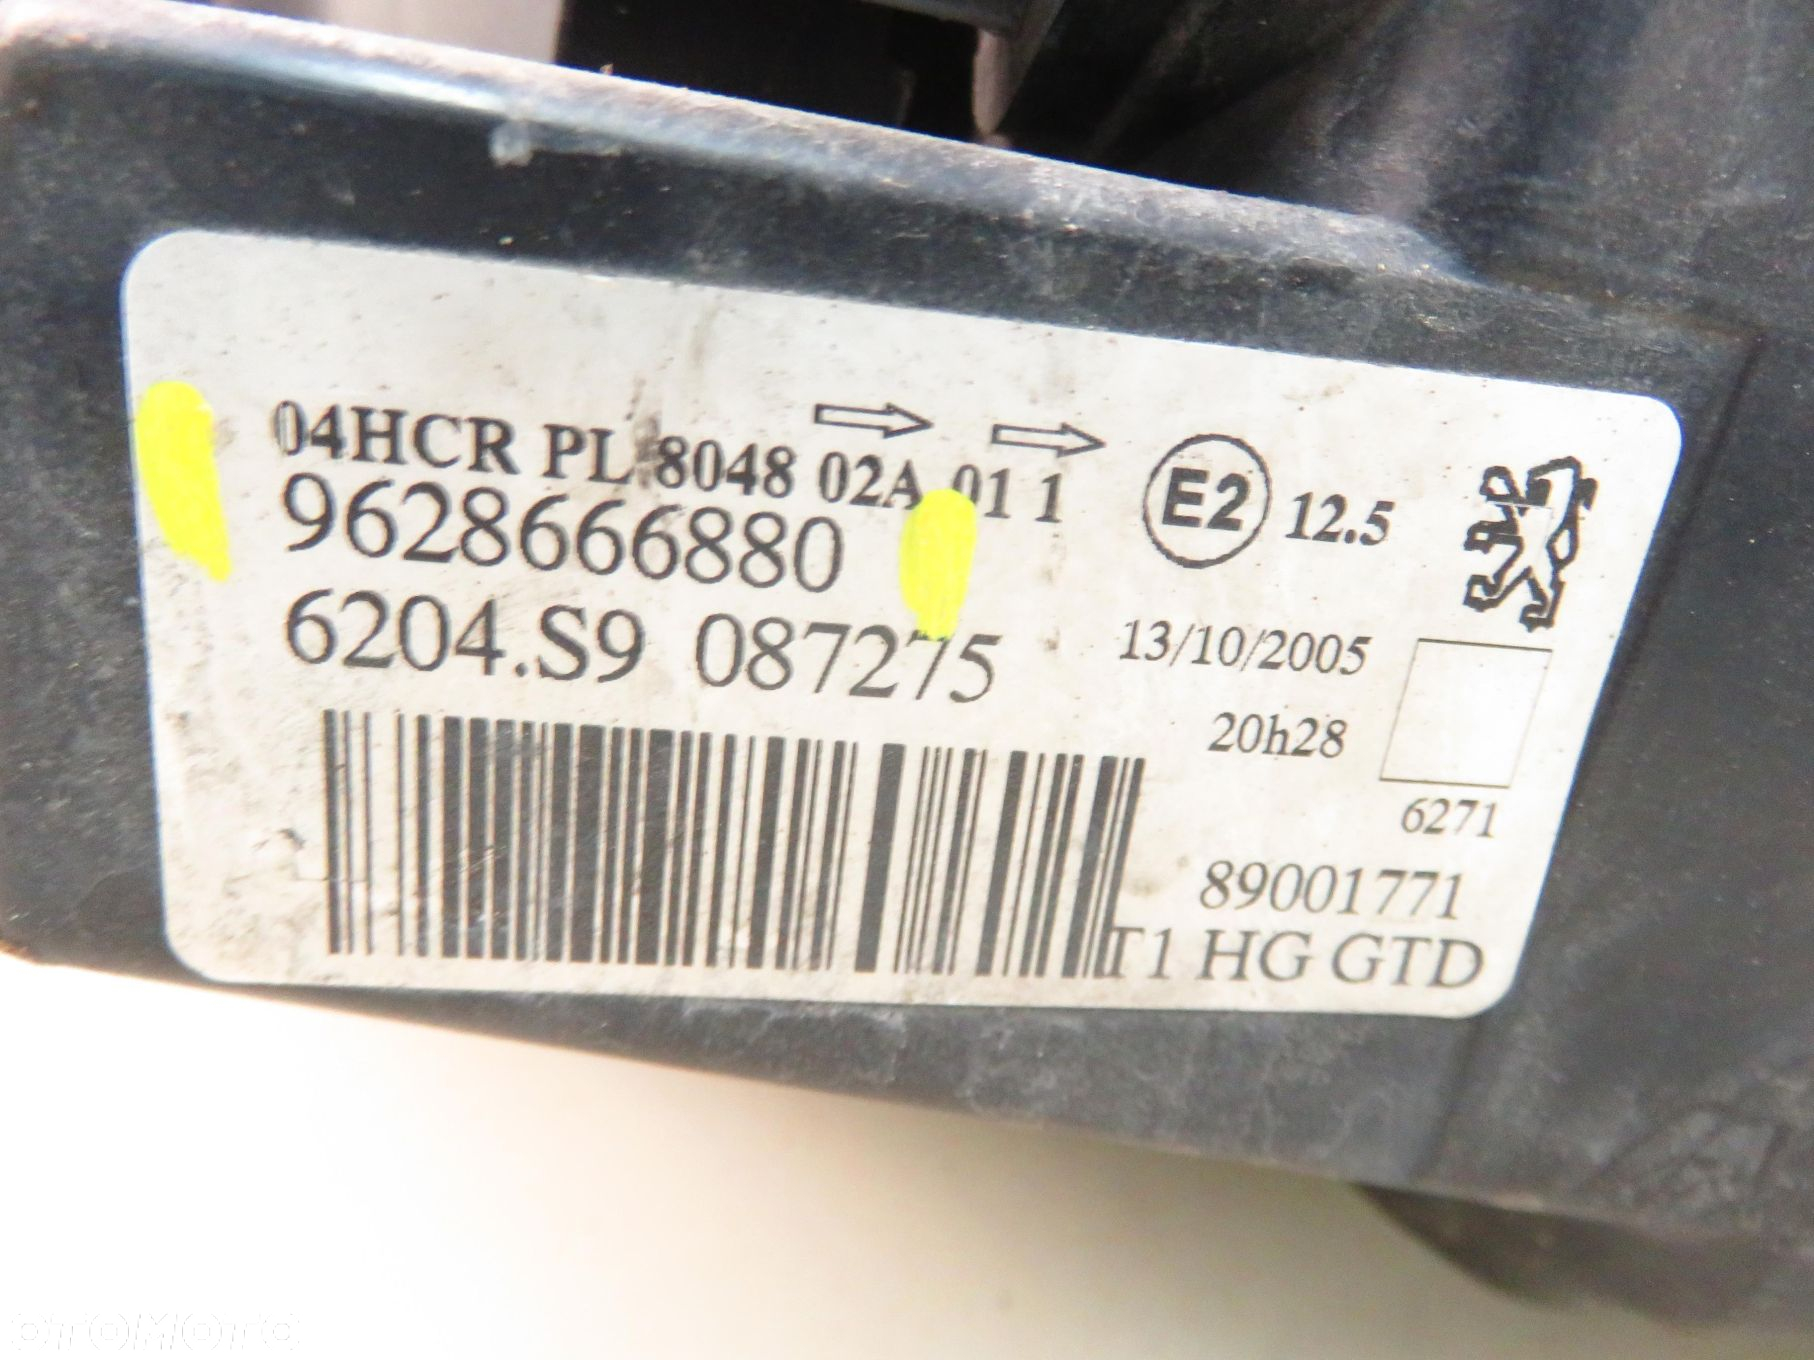 04HCR PL 8048 02A 01 1
E2 12.5
9628666880
6204.S9 087275
13/10/2005
20h28
6271
89001771
T1 HG GTD
OTOMOTO